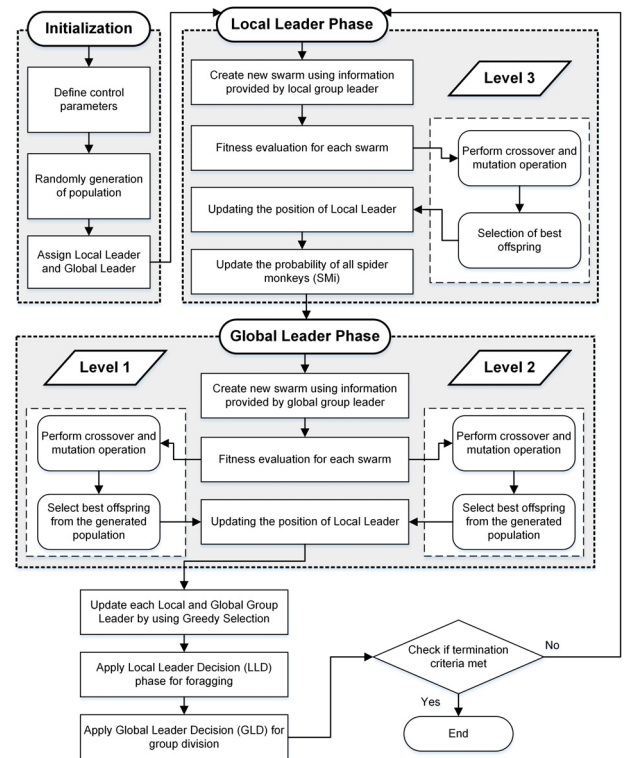 Initialization
Define control
parameters
Randomly generation
of population
Assign Local Leader
and Global Leader
Local Leader Phase
Level 3
Create new swarm using information
provided by local group leader
Fitness evaluation for each swarm
Perform crossover and
mutation operation
Updating the position of Local Leader
Selection of best
offspring
Update the probability of all spider
monkeys (SMi)
Global Leader Phase
Level 1
Level 2
Create new swarm using information
provided by global group leader
Perform crossover and
mutation operation
Fitness evaluation for each swarm
Perform crossover and
mutation operation
Select best offspring
from the generated
population
Updating the position of Local Leader
Select best offspring
from the generated
population
Update each Local and Global Group
Leader by using Greedy Selection
Apply Local Leader Decision (LLD)
phase for foragging
Apply Global Leader Decision (GLD) for
group division
Check if termination
criteria met
No
Yes
End